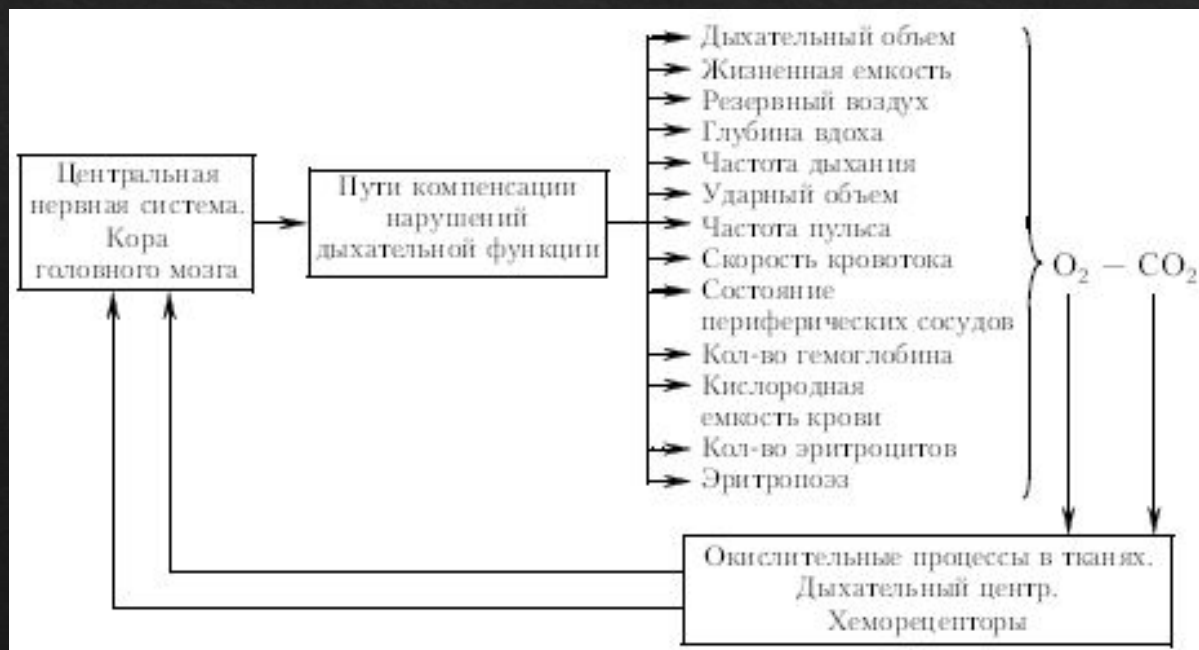 Центральная
нервная система.
Кора
головного мозга
Пути компенсации
нарушений
дыхательной функции
Дыхательный объем
Жизненная емкость
Резервный воздух
Глубина вдоха
Частота дыхания
Ударный объем
Частота пульса
Скорость кровотока
Состояние
периферических сосудов
Кол-во гемоглобина
Кислородная
емкость крови
Кол-во эритроцитов
Эритропоэз
O₂ – CO₂
Окислительные процессы в тканях.
Дыхательный центр.
Хеморецепторы